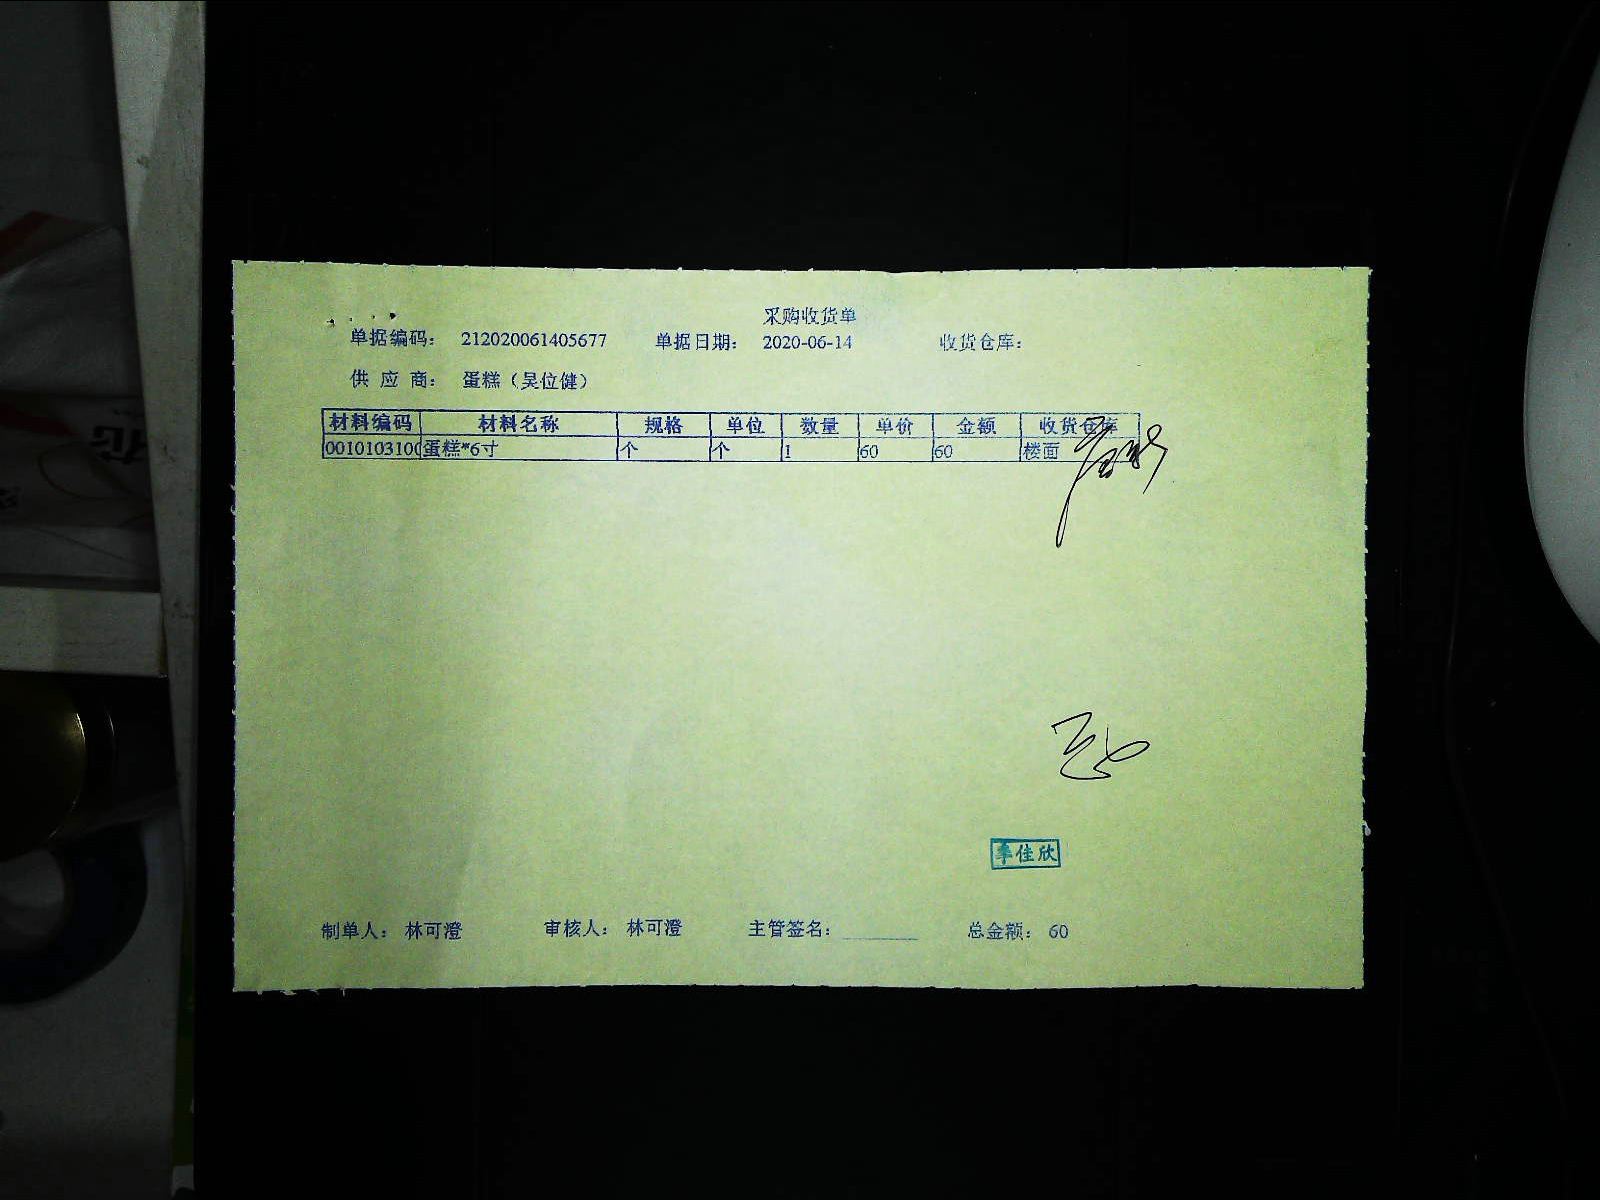 采购收货单
单据编码： 212020061405677 单据日期： 2020-06-14 收货仓库：
供 应 商： 蛋糕（吴位健）
材料编码 材料名称 规格 单位 数量 单价 金额 收货仓库
0010103100 蛋糕*6寸 个 个 1 60 60 楼面
佳欣
制单人： 林可澄 审核人： 林可澄 主管签名： 总金额： 60